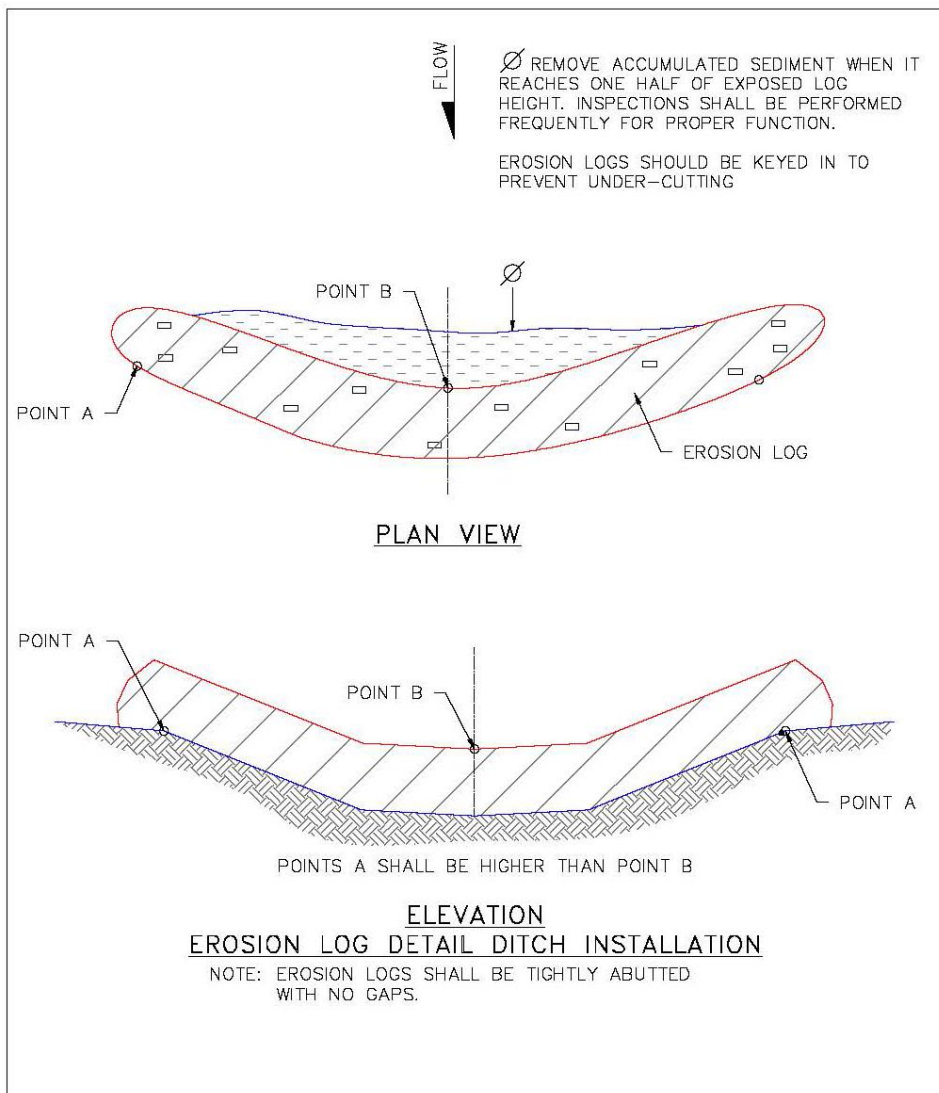 FLOW
Ø REMOVE ACCUMULATED SEDIMENT WHEN IT
REACHES ONE HALF OF EXPOSED LOG
HEIGHT. INSPECTIONS SHALL BE PERFORMED
FREQUENTLY FOR PROPER FUNCTION.
EROSION LOGS SHOULD BE KEYED IN TO
PREVENT UNDER-CUTTING
Ø
POINT B
POINT A
EROSION LOG
PLAN VIEW
POINT A
POINT B
POINT A
POINTS A SHALL BE HIGHER THAN POINT B
ELEVATION
EROSION LOG DETAIL DITCH INSTALLATION
NOTE: EROSION LOGS SHALL BE TIGHTLY ABUTTED
WITH NO GAPS.